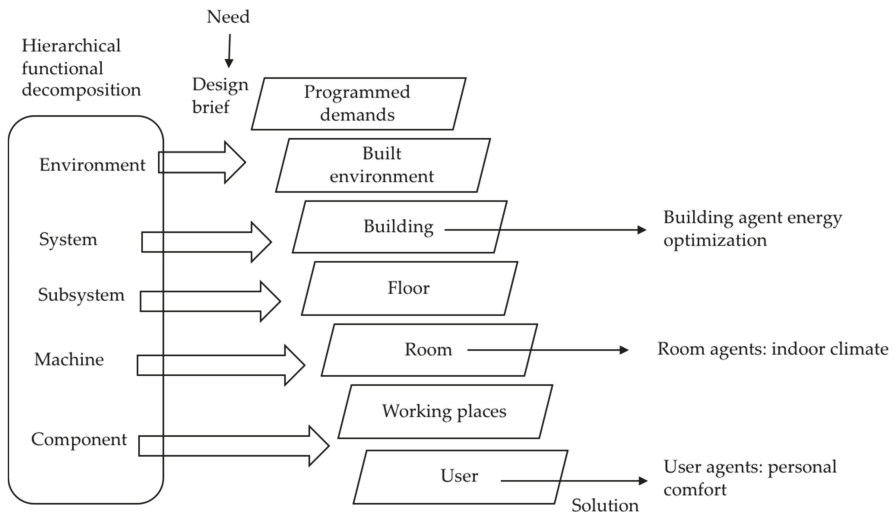 Need
Hierarchical
functional
decomposition
Design
brief
Programmed
demands
Environment
Built
environment
System
Building
Building agent energy
optimization
Subsystem
Floor
Machine
Room
Room agents: indoor climate
Working places
Component
User
User agents: personal
comfort
Solution